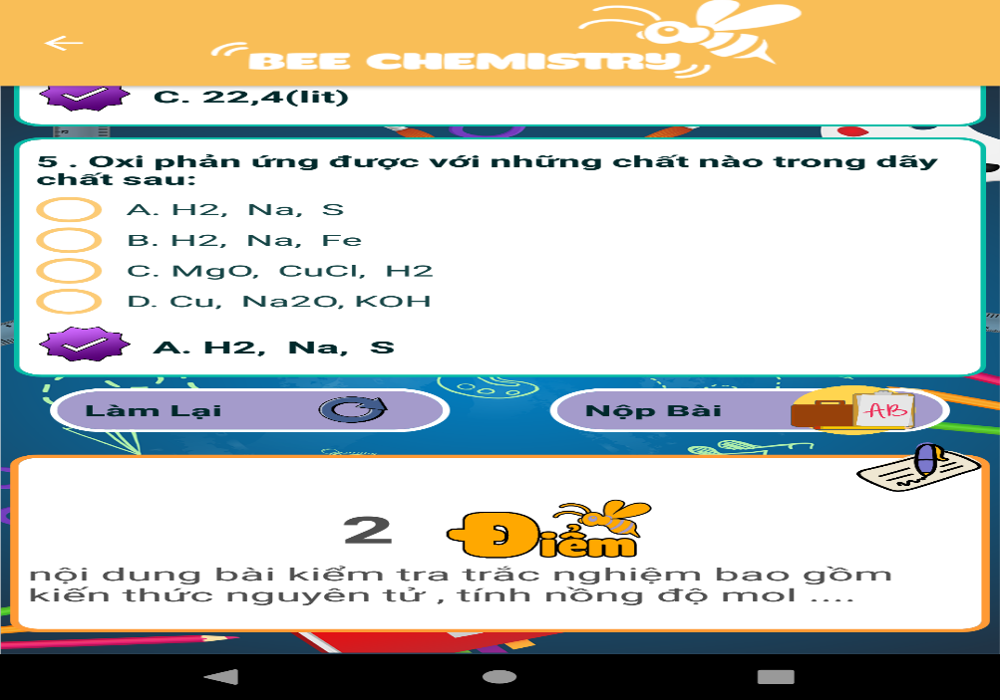 BEE CHEMISTRY
C. 22,4(lit)
5 . Oxi phản ứng được với những chất nào trong dãy
chất sau:
A. H2, Na, S
B. H2, Na, Fe
C. MgO, CuCl, H2
D. Cu, Na2O, KOH
A. H2, Na, S
Làm Lại
Nộp Bài
AB
2 Điểm
nội dung bài kiểm tra trắc nghiệm bao gồm
kiến thức nguyên tử , tính nồng độ mol ....